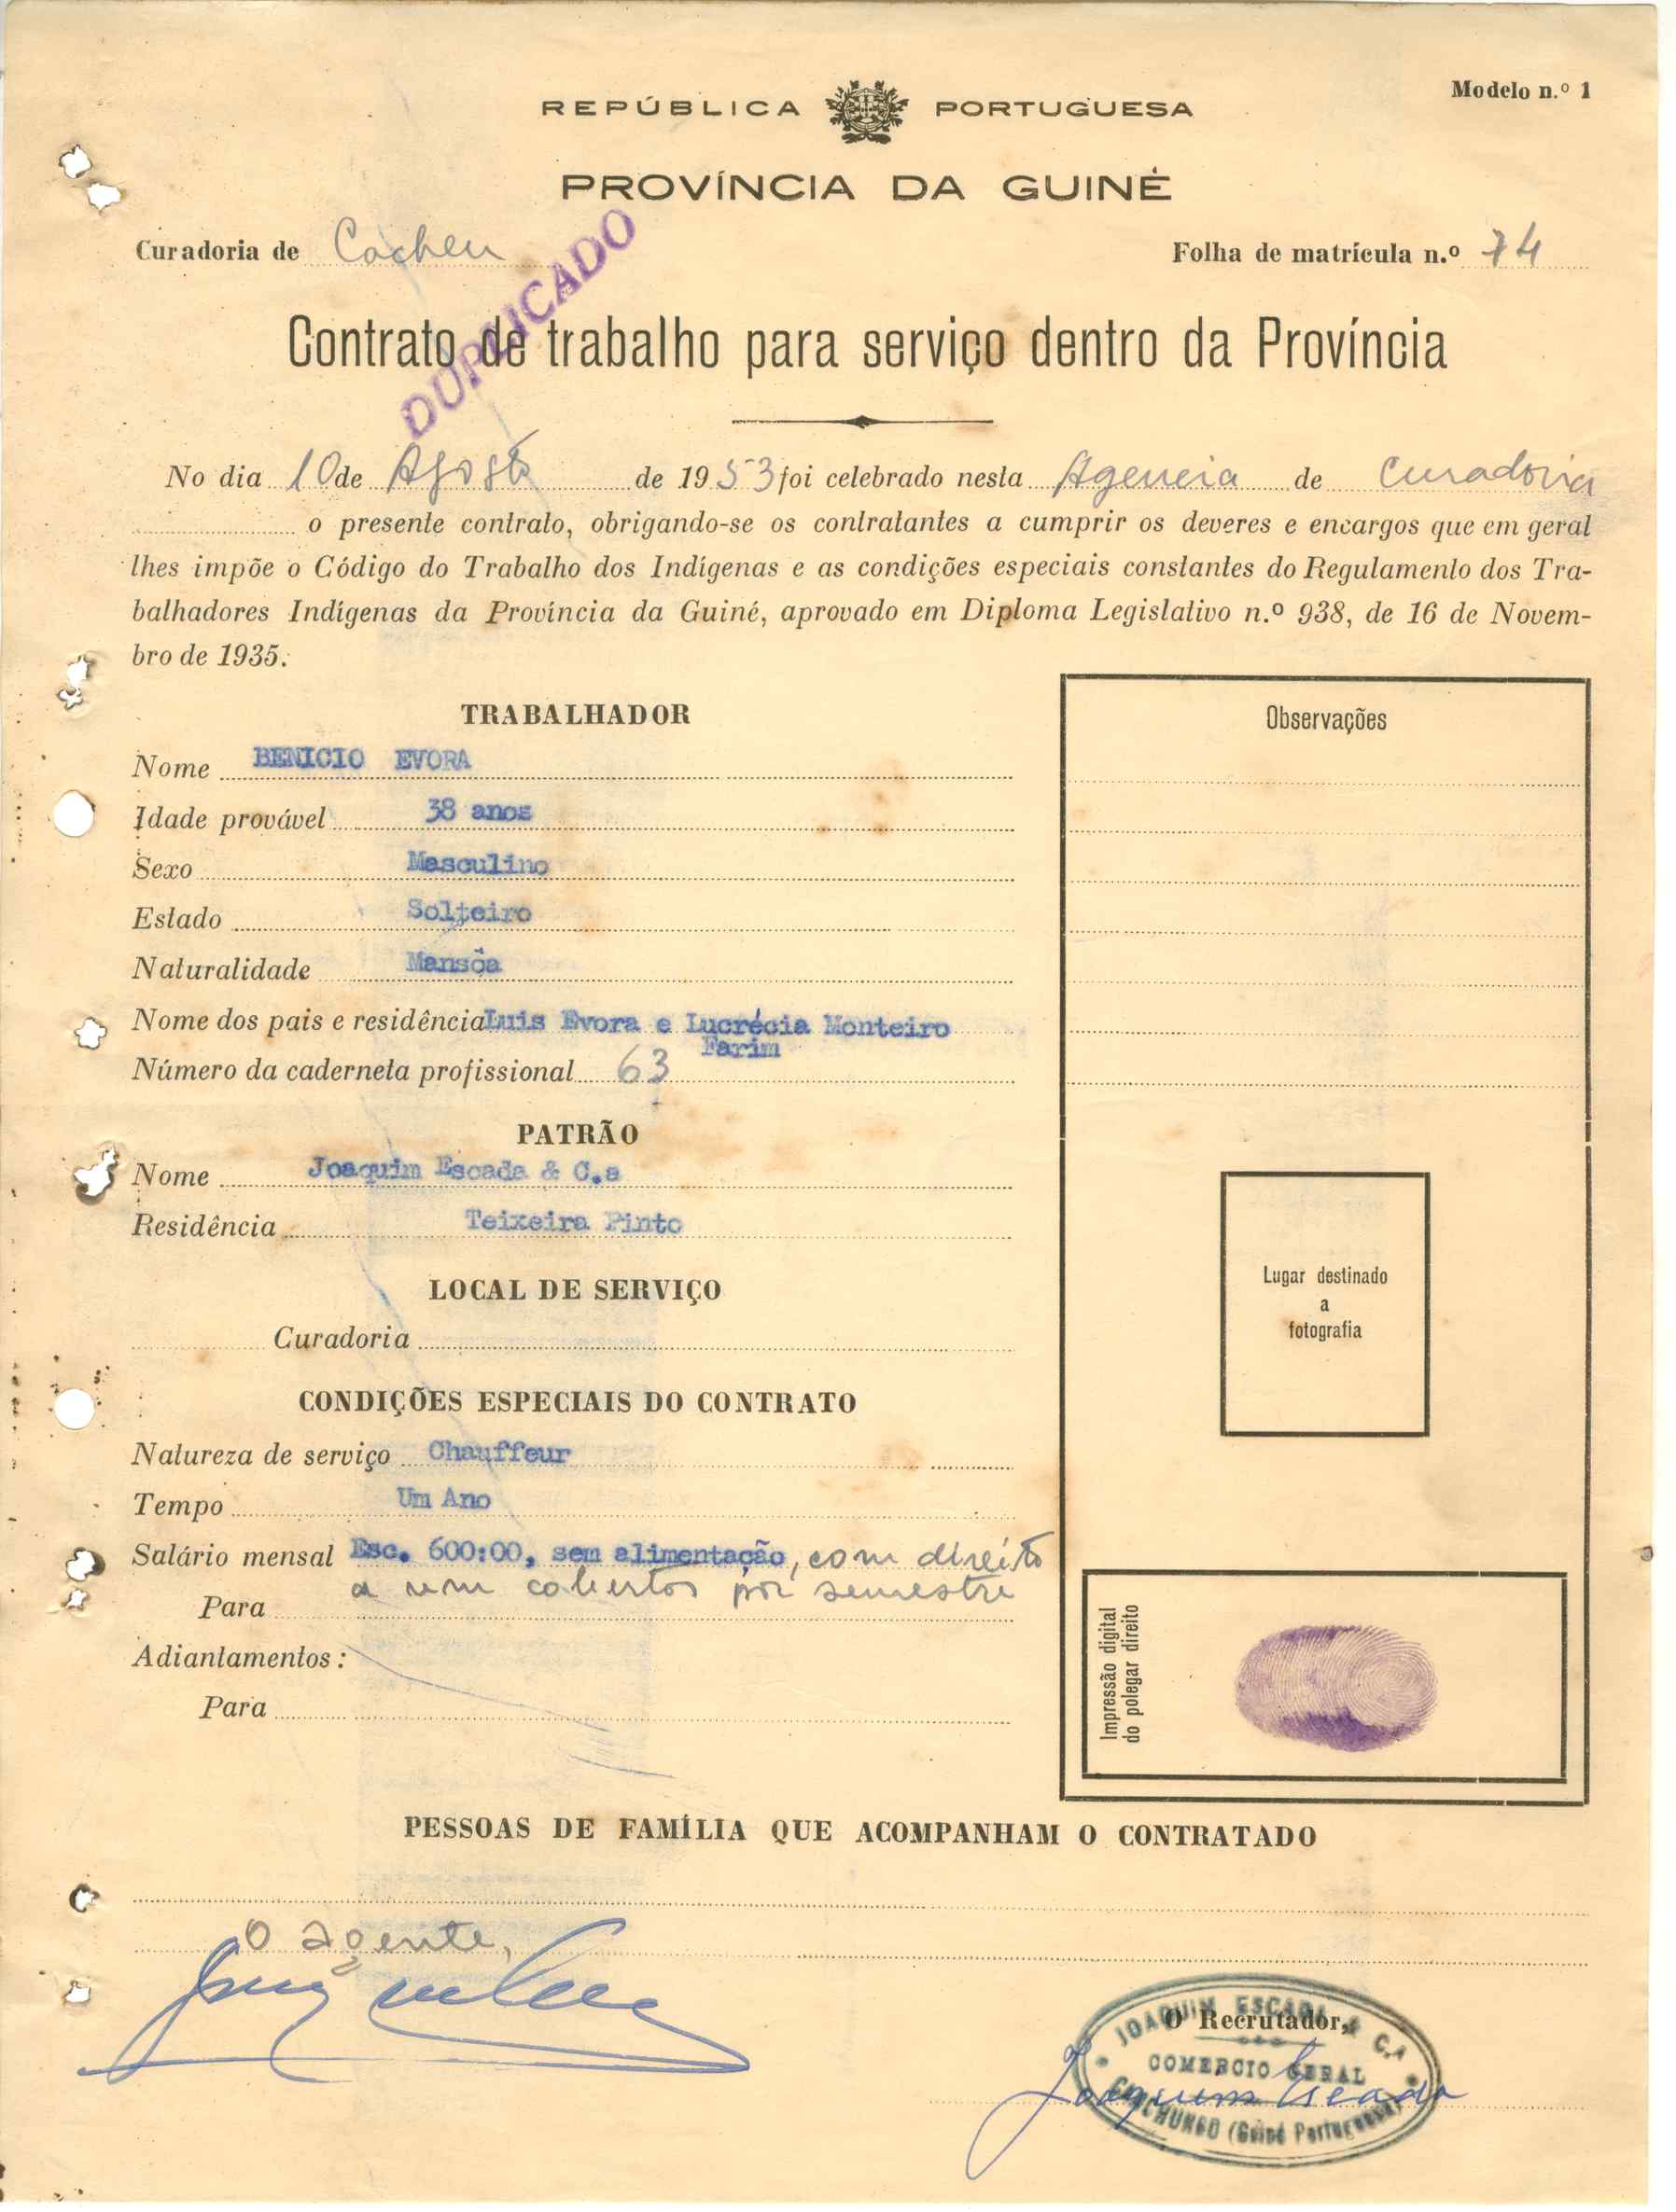 Modelo n.º 1
REPÚBLICA PORTUGUESA
PROVÍNCIA DA GUINÉ
Curadoria de Cacheu
Folha de matrícula n.º 74
DUPLICADO
Contrato de trabalho para serviço dentro da Província
No dia 10 de Agosto de 1953 foi celebrado nesta Agencia de Curadoria
o presente contrato, obrigando-se os contratantes a cumprir os deveres e encargos que em geral
lhes impõe o Código do Trabalho dos Indígenas e as condições especiais constantes do Regulamento dos Tra-
balhadores Indígenas da Província da Guiné, aprovado em Diploma Legislativo n.º 938, de 16 de Novem-
bro de 1935.
TRABALHADOR
Nome BENICIO EVORA
Idade provável 38 anos
Sexo Masculino
Estado Solteiro
Naturalidade Mansôa
Nome dos pais e residência Luis Evora e Lucrécia Monteiro
Farim
Número da caderneta profissional 63
PATRÃO
Nome Joaquim Escada & C.a
Residência Teixeira Pinto
LOCAL DE SERVIÇO
Curadoria
CONDIÇÕES ESPECIAIS DO CONTRATO
Natureza de serviço Chauffeur
Tempo Um Ano
Salário mensal Esc. 600:00, sem alimentação, com direito
a um cobertor por semestre
Para
Adiantamentos:
Para
Observações
Lugar destinado
a
fotografia
Impressão digital
do polegar direito
PESSOAS DE FAMÍLIA QUE ACOMPANHAM O CONTRATADO
O agente,
O Recrutador,
JOAQUIM ESCADA & C.A
COMERCIO GERAL
CANCHUNGO (Guiné Portuguesa)
Joaquim Escada